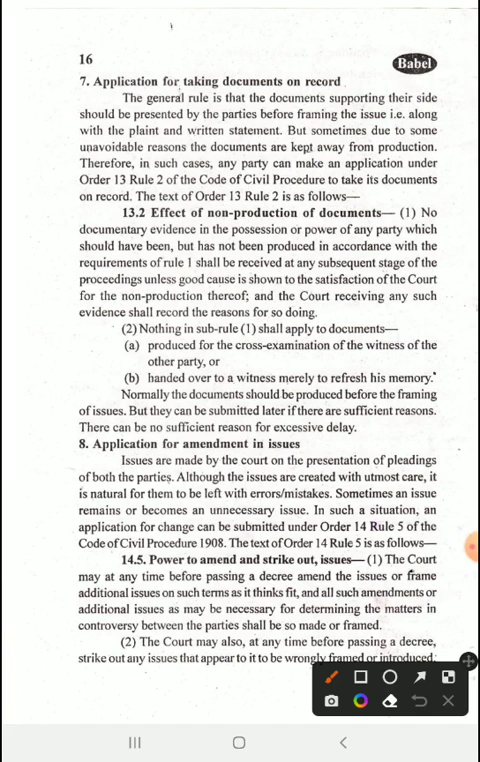 16
Babel
7. Application for taking documents on record
The general rule is that the documents supporting their side
should be presented by the parties before framing the issue i.e. along
with the plaint and written statement. But sometimes due to some
unavoidable reasons the documents are kept away from production.
Therefore, in such cases, any party can make an application under
Order 13 Rule 2 of the Code of Civil Procedure to take its documents
on record. The text of Order 13 Rule 2 is as follows—
13.2 Effect of non-production of documents— (1) No
documentary evidence in the possession or power of any party which
should have been, but has not been produced in accordance with the
requirements of rule 1 shall be received at any subsequent stage of the
proceedings unless good cause is shown to the satisfaction of the Court
for the non-production thereof; and the Court receiving any such
evidence shall record the reasons for so doing.
(2) Nothing in sub-rule (1) shall apply to documents—
(a) produced for the cross-examination of the witness of the
other party, or
(b) handed over to a witness merely to refresh his memory.
Normally the documents should be produced before the framing
of issues. But they can be submitted later if there are sufficient reasons.
There can be no sufficient reason for excessive delay.
8. Application for amendment in issues
Issues are made by the court on the presentation of pleadings
of both the parties. Although the issues are created with utmost care, it
is natural for them to be left with errors/mistakes. Sometimes an issue
remains or becomes an unnecessary issue. In such a situation, an
application for change can be submitted under Order 14 Rule 5 of the
Code of Civil Procedure 1908. The text of Order 14 Rule 5 is as follows—
14.5. Power to amend and strike out, issues— (1) The Court
may at any time before passing a decree amend the issues or frame
additional issues on such terms as it thinks fit, and all such amendments or
additional issues as may be necessary for determining the matters in
controversy between the parties shall be so made or framed.
(2) The Court may also, at any time before passing a decree,
strike out any issues that appear to it to be wrongly framed or introduced.